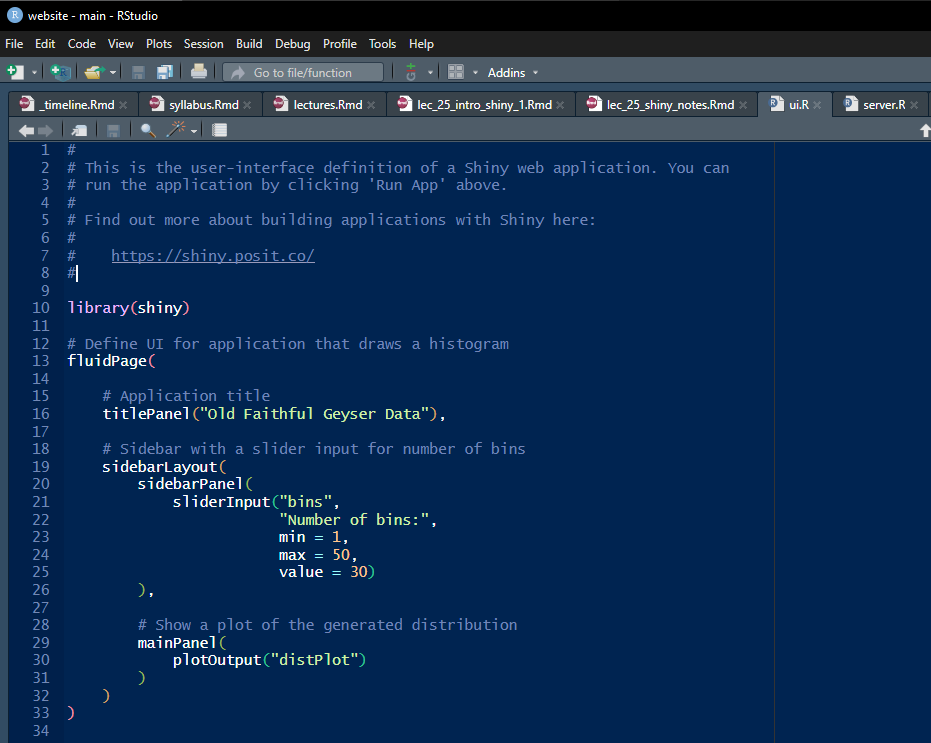 website - main - RStudio
File Edit Code View Plots Session Build Debug Profile Tools Help
Go to file/function Addins
_timeline.Rmd syllabus.Rmd lectures.Rmd lec_25_intro_shiny_1.Rmd lec_25_shiny_notes.Rmd ui.R server.R
1 #
2 # This is the user-interface definition of a Shiny web application. You can
3 # run the application by clicking 'Run App' above.
4 #
5 # Find out more about building applications with Shiny here:
6 #
7 #    https://shiny.posit.co/
8 #
9
10 library(shiny)
11
12 # Define UI for application that draws a histogram
13 fluidPage(
14
15     # Application title
16     titlePanel("Old Faithful Geyser Data"),
17
18     # Sidebar with a slider input for number of bins
19     sidebarLayout(
20         sidebarPanel(
21             sliderInput("bins",
22                         "Number of bins:",
23                         min = 1,
24                         max = 50,
25                         value = 30)
26         ),
27
28         # Show a plot of the generated distribution
29         mainPanel(
30             plotOutput("distPlot")
31         )
32     )
33 )
34